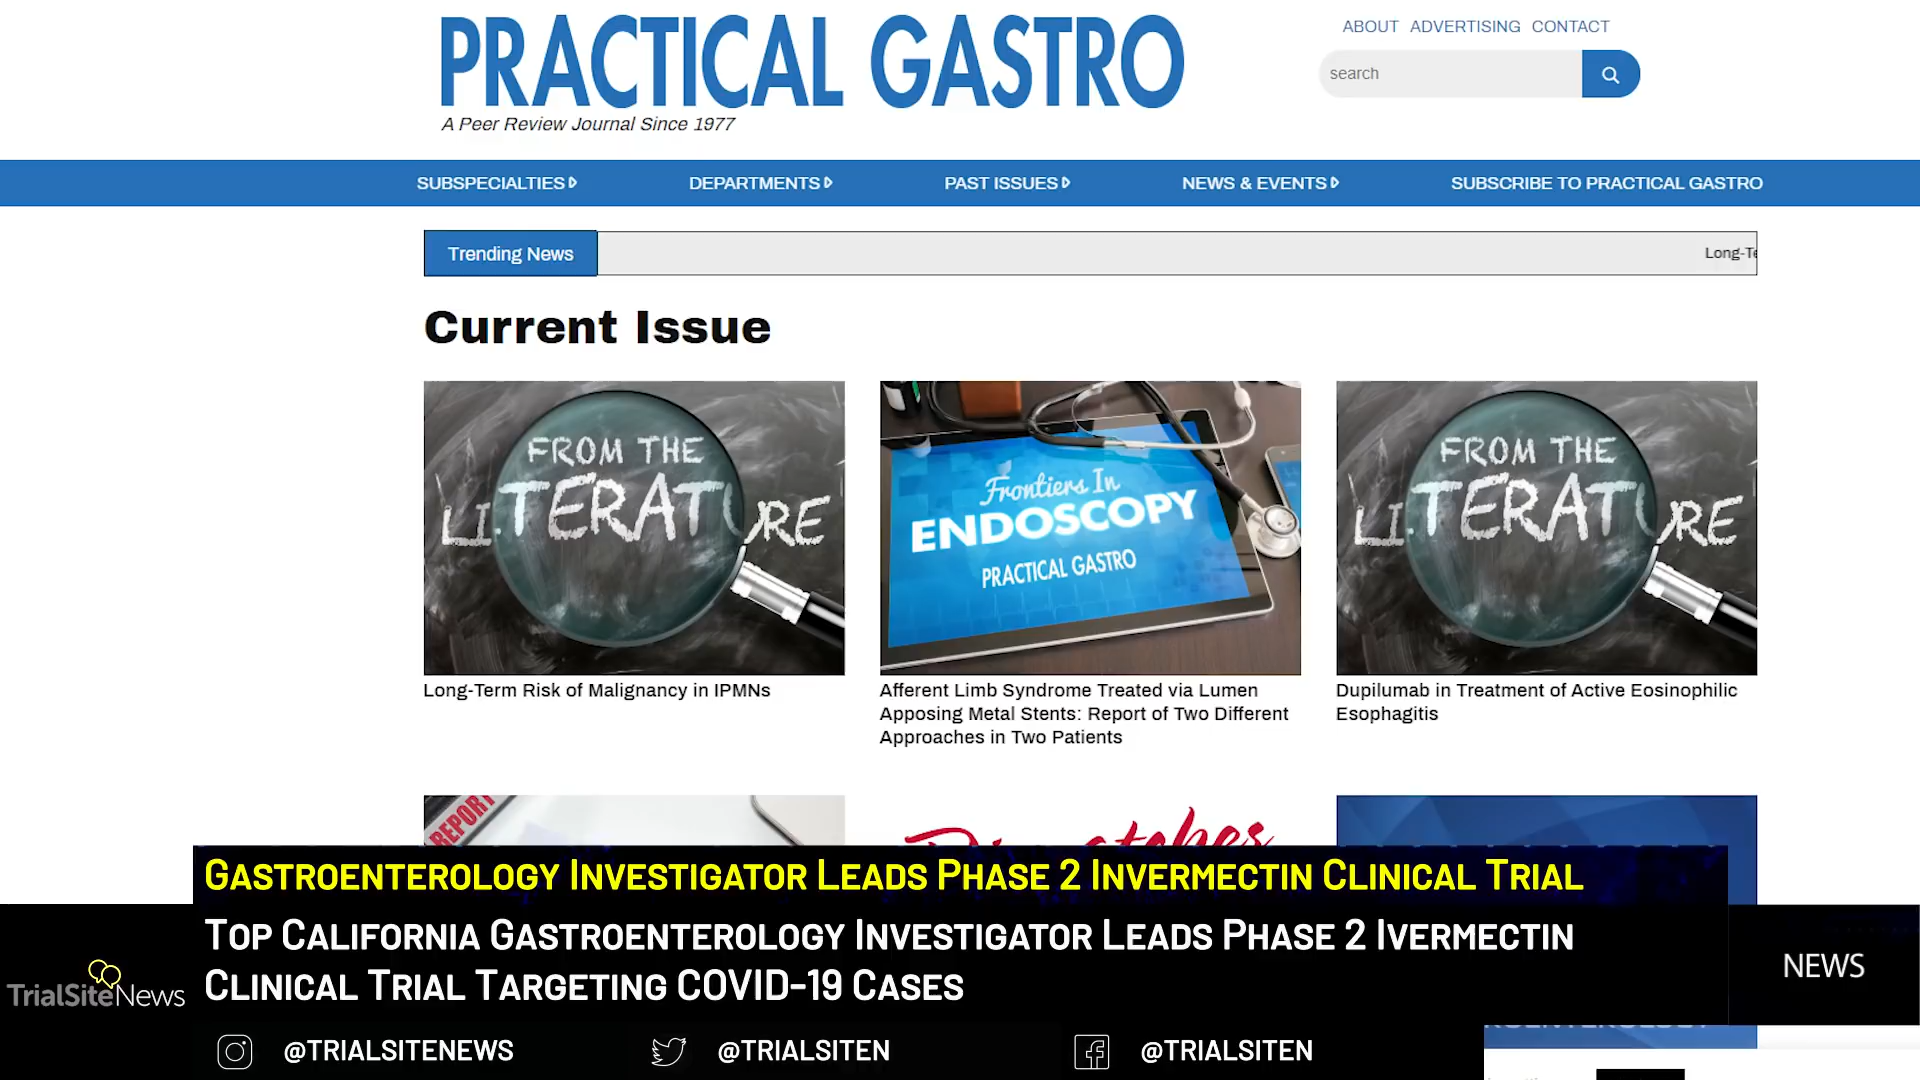 PRACTICAL GASTRO
A Peer Review Journal Since 1977
ABOUT ADVERTISING CONTACT
search
SUBSPECIALTIES DEPARTMENTS PAST ISSUES NEWS & EVENTS SUBSCRIBE TO PRACTICAL GASTRO
Trending News
Current Issue
FROM THE
LITERATURE
Frontiers In
ENDOSCOPY
PRACTICAL GASTRO
FROM THE
LITERATURE
Long-Term Risk of Malignancy in IPMNs
Afferent Limb Syndrome Treated via Lumen
Apposing Metal Stents: Report of Two Different
Approaches in Two Patients
Dupilumab in Treatment of Active Eosinophilic
Esophagitis
REPORT
GASTROENTEROLOGY INVESTIGATOR LEADS PHASE 2 INVERMECTIN CLINICAL TRIAL
TOP CALIFORNIA GASTROENTEROLOGY INVESTIGATOR LEADS PHASE 2 IVERMECTIN
CLINICAL TRIAL TARGETING COVID-19 CASES
TrialSiteNews
NEWS
@TRIALSITENEWS @TRIALSITEN @TRIALSITEN